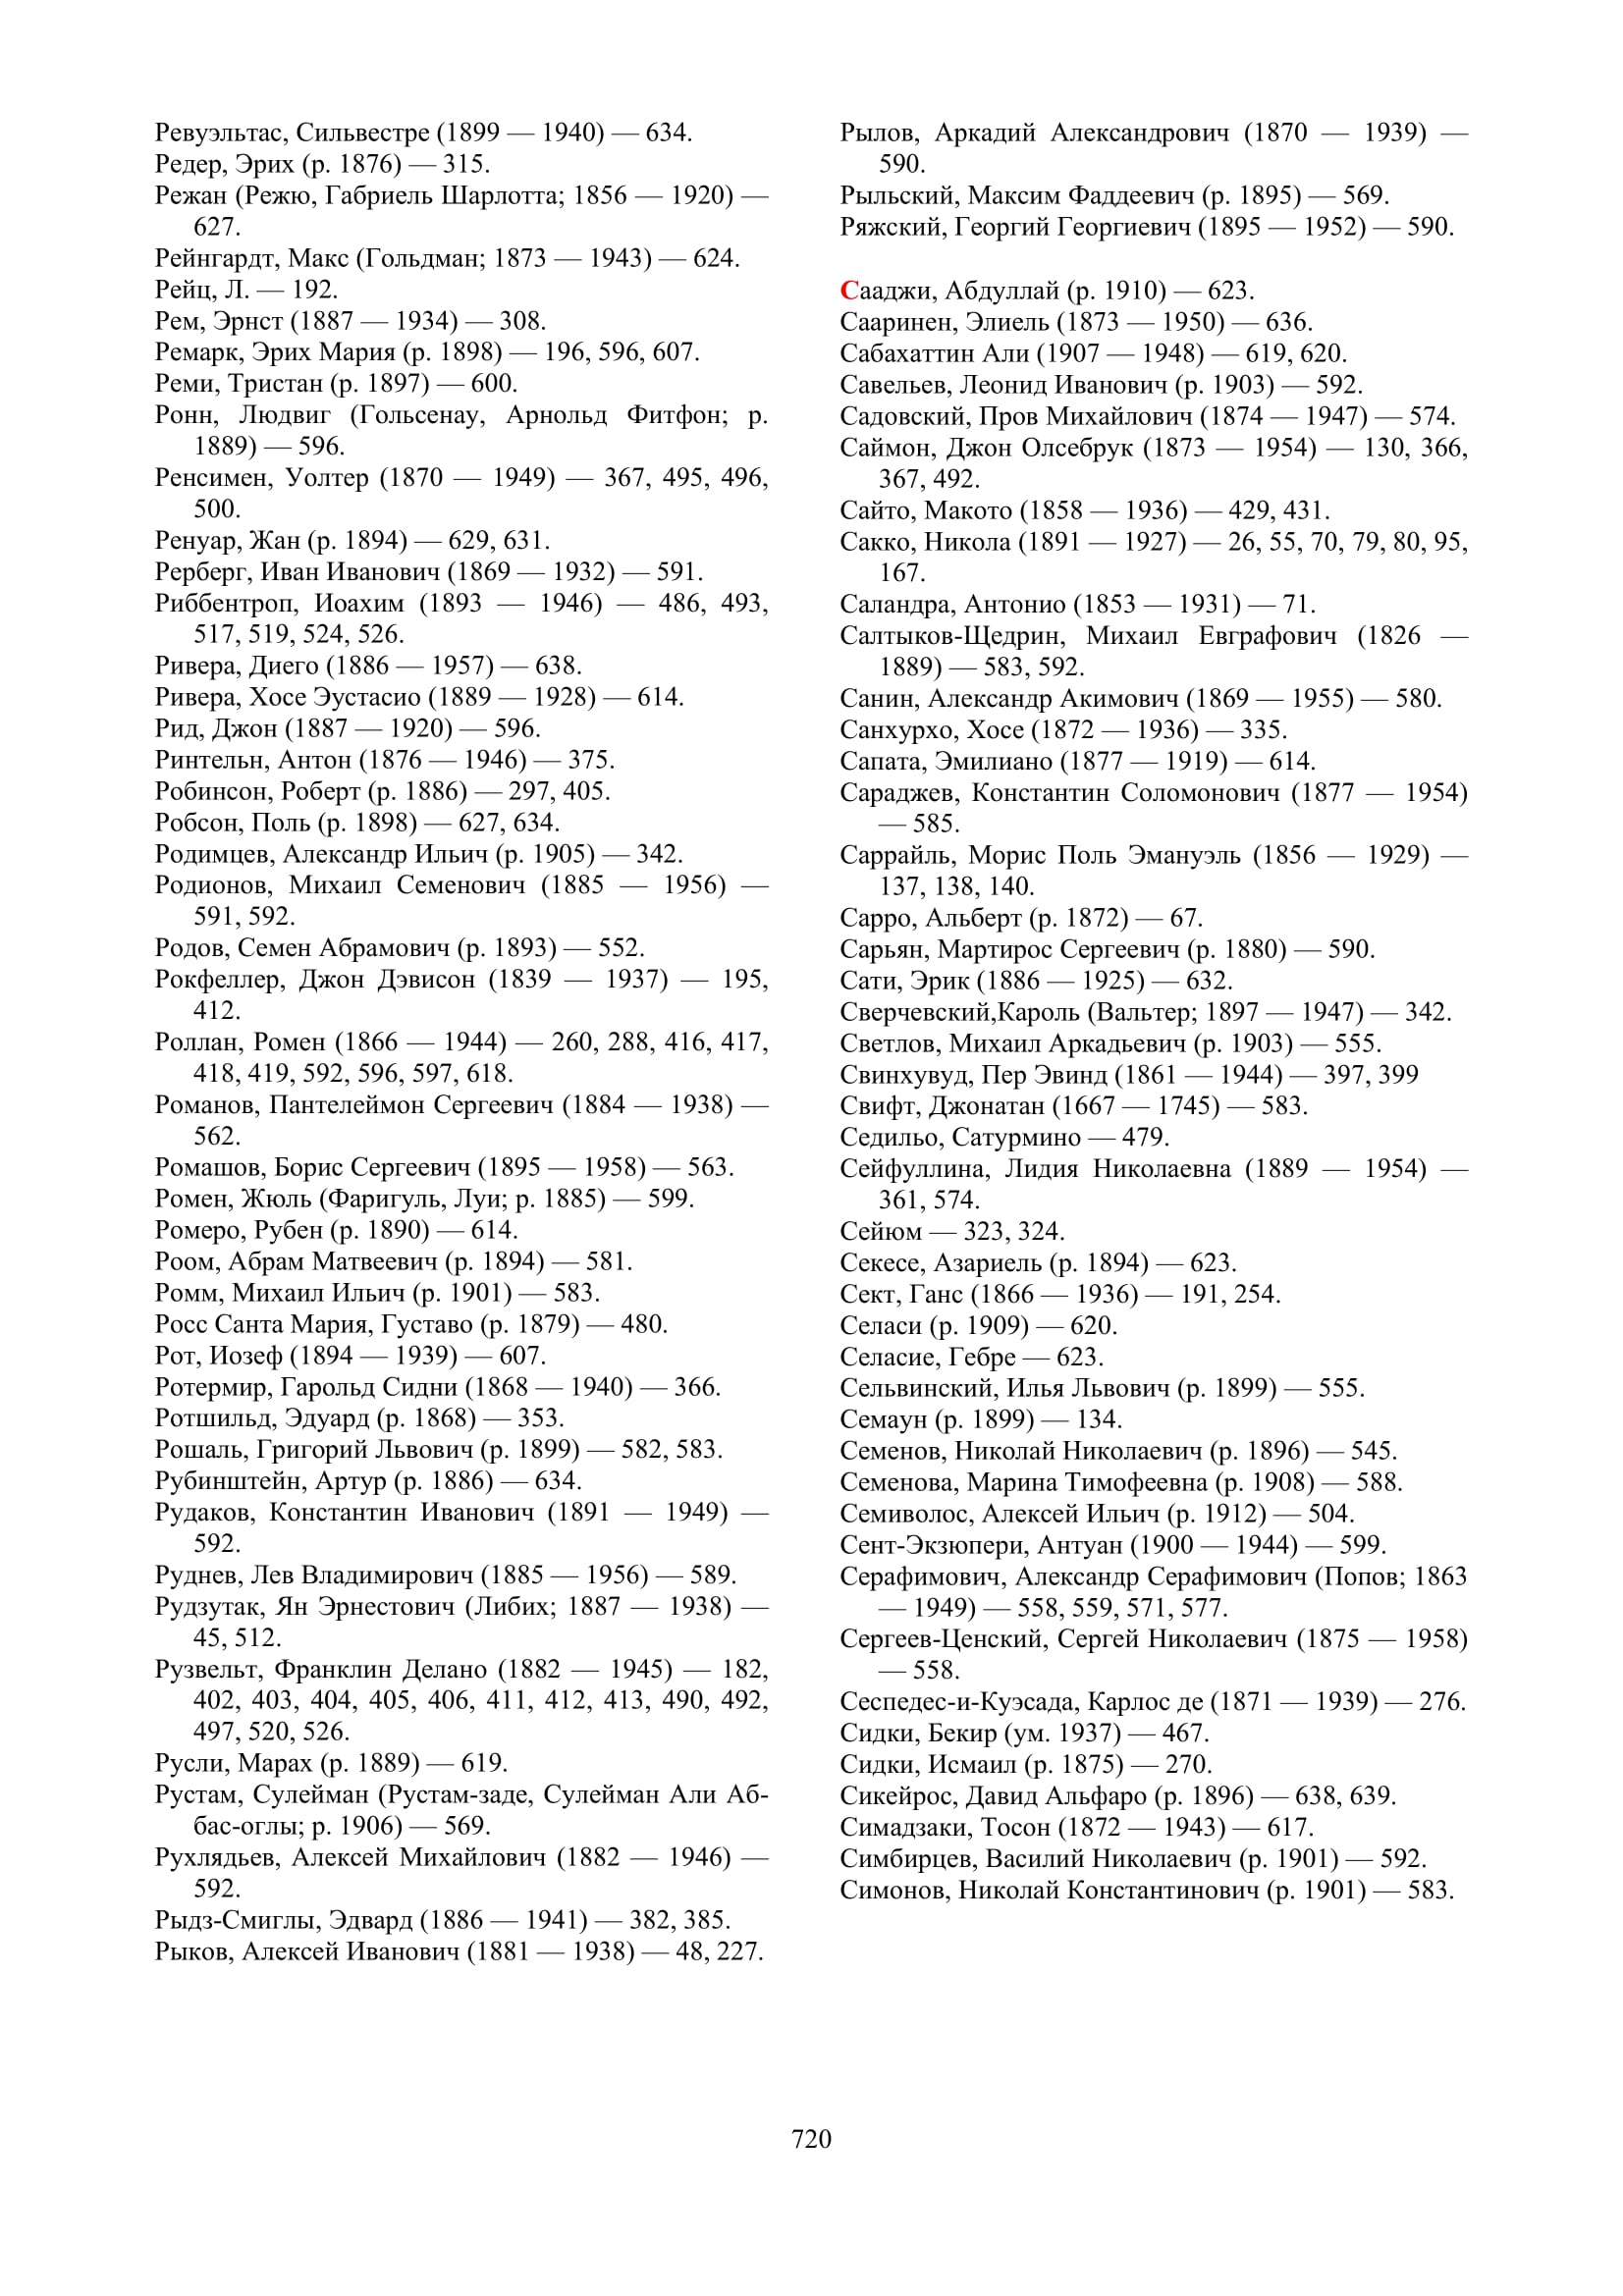 Ревуэльтас, Сильвестре (1899 — 1940) — 634.
Редер, Эрих (р. 1876) — 315.
Режан (Режю, Габриель Шарлотта; 1856 — 1920) —
627.
Рейнгардт, Макс (Гольдман; 1873 — 1943) — 624.
Рейц, Л. — 192.
Рем, Эрнст (1887 — 1934) — 308.
Ремарк, Эрих Мария (р. 1898) — 196, 596, 607.
Реми, Тристан (р. 1897) — 600.
Ронн, Людвиг (Гольсенау, Арнольд Фитфон; р.
1889) — 596.
Ренсимен, Уолтер (1870 — 1949) — 367, 495, 496,
500.
Ренуар, Жан (р. 1894) — 629, 631.
Рерберг, Иван Иванович (1869 — 1932) — 591.
Риббентроп, Иоахим (1893 — 1946) — 486, 493,
517, 519, 524, 526.
Ривера, Диего (1886 — 1957) — 638.
Ривера, Хосе Эустасио (1889 — 1928) — 614.
Рид, Джон (1887 — 1920) — 596.
Ринтельн, Антон (1876 — 1946) — 375.
Робинсон, Роберт (р. 1886) — 297, 405.
Робсон, Поль (р. 1898) — 627, 634.
Родимцев, Александр Ильич (р. 1905) — 342.
Родионов, Михаил Семенович (1885 — 1956) —
591, 592.
Родов, Семен Абрамович (р. 1893) — 552.
Рокфеллер, Джон Дэвисон (1839 — 1937) — 195,
412.
Роллан, Ромен (1866 — 1944) — 260, 288, 416, 417,
418, 419, 592, 596, 597, 618.
Романов, Пантелеймон Сергеевич (1884 — 1938) —
562.
Ромашов, Борис Сергеевич (1895 — 1958) — 563.
Ромен, Жюль (Фаригуль, Луи; р. 1885) — 599.
Ромеро, Рубен (р. 1890) — 614.
Роом, Абрам Матвеевич (р. 1894) — 581.
Ромм, Михаил Ильич (р. 1901) — 583.
Росс Санта Мария, Густаво (р. 1879) — 480.
Рот, Иозеф (1894 — 1939) — 607.
Ротермир, Гарольд Сидни (1868 — 1940) — 366.
Ротшильд, Эдуард (р. 1868) — 353.
Рошаль, Григорий Львович (р. 1899) — 582, 583.
Рубинштейн, Артур (р. 1886) — 634.
Рудаков, Константин Иванович (1891 — 1949) —
592.
Руднев, Лев Владимирович (1885 — 1956) — 589.
Рудзутак, Ян Эрнестович (Либих; 1887 — 1938) —
45, 512.
Рузвельт, Франклин Делано (1882 — 1945) — 182,
402, 403, 404, 405, 406, 411, 412, 413, 490, 492,
497, 520, 526.
Русли, Марах (р. 1889) — 619.
Рустам, Сулейман (Рустам-заде, Сулейман Али Аб-
бас-оглы; р. 1906) — 569.
Рухлядьев, Алексей Михайлович (1882 — 1946) —
592.
Рыдз-Смиглы, Эдвард (1886 — 1941) — 382, 385.
Рыков, Алексей Иванович (1881 — 1938) — 48, 227.
Рылов, Аркадий Александрович (1870 — 1939) —
590.
Рыльский, Максим Фаддеевич (р. 1895) — 569.
Ряжский, Георгий Георгиевич (1895 — 1952) — 590.
Сааджи, Абдуллай (р. 1910) — 623.
Сааринен, Элиель (1873 — 1950) — 636.
Сабахаттин Али (1907 — 1948) — 619, 620.
Савельев, Леонид Иванович (р. 1903) — 592.
Садовский, Пров Михайлович (1874 — 1947) — 574.
Саймон, Джон Олсебрук (1873 — 1954) — 130, 366,
367, 492.
Сайто, Макото (1858 — 1936) — 429, 431.
Сакко, Никола (1891 — 1927) — 26, 55, 70, 79, 80, 95,
167.
Саландра, Антонио (1853 — 1931) — 71.
Салтыков-Щедрин, Михаил Евграфович (1826 —
1889) — 583, 592.
Санин, Александр Акимович (1869 — 1955) — 580.
Санхурхо, Хосе (1872 — 1936) — 335.
Сапата, Эмилиано (1877 — 1919) — 614.
Сараджев, Константин Соломонович (1877 — 1954)
— 585.
Саррайль, Морис Поль Эмануэль (1856 — 1929) —
137, 138, 140.
Сарро, Альберт (р. 1872) — 67.
Сарьян, Мартирос Сергеевич (р. 1880) — 590.
Сати, Эрик (1886 — 1925) — 632.
Сверчевский,Кароль (Вальтер; 1897 — 1947) — 342.
Светлов, Михаил Аркадьевич (р. 1903) — 555.
Свинхувуд, Пер Эвинд (1861 — 1944) — 397, 399
Свифт, Джонатан (1667 — 1745) — 583.
Седильо, Сатурмино — 479.
Сейфуллина, Лидия Николаевна (1889 — 1954) —
361, 574.
Сейюм — 323, 324.
Секесе, Азариель (р. 1894) — 623.
Сект, Ганс (1866 — 1936) — 191, 254.
Селаси (р. 1909) — 620.
Селасие, Гебре — 623.
Сельвинский, Илья Львович (р. 1899) — 555.
Семаун (р. 1899) — 134.
Семенов, Николай Николаевич (р. 1896) — 545.
Семенова, Марина Тимофеевна (р. 1908) — 588.
Семиволос, Алексей Ильич (р. 1912) — 504.
Сент-Экзюпери, Антуан (1900 — 1944) — 599.
Серафимович, Александр Серафимович (Попов; 1863
— 1949) — 558, 559, 571, 577.
Сергеев-Ценский, Сергей Николаевич (1875 — 1958)
— 558.
Сеспедес-и-Куэсада, Карлос де (1871 — 1939) — 276.
Сидки, Бекир (ум. 1937) — 467.
Сидки, Исмаил (р. 1875) — 270.
Сикейрос, Давид Альфаро (р. 1896) — 638, 639.
Симадзаки, Тосон (1872 — 1943) — 617.
Симбирцев, Василий Николаевич (р. 1901) — 592.
Симонов, Николай Константинович (р. 1901) — 583.
720